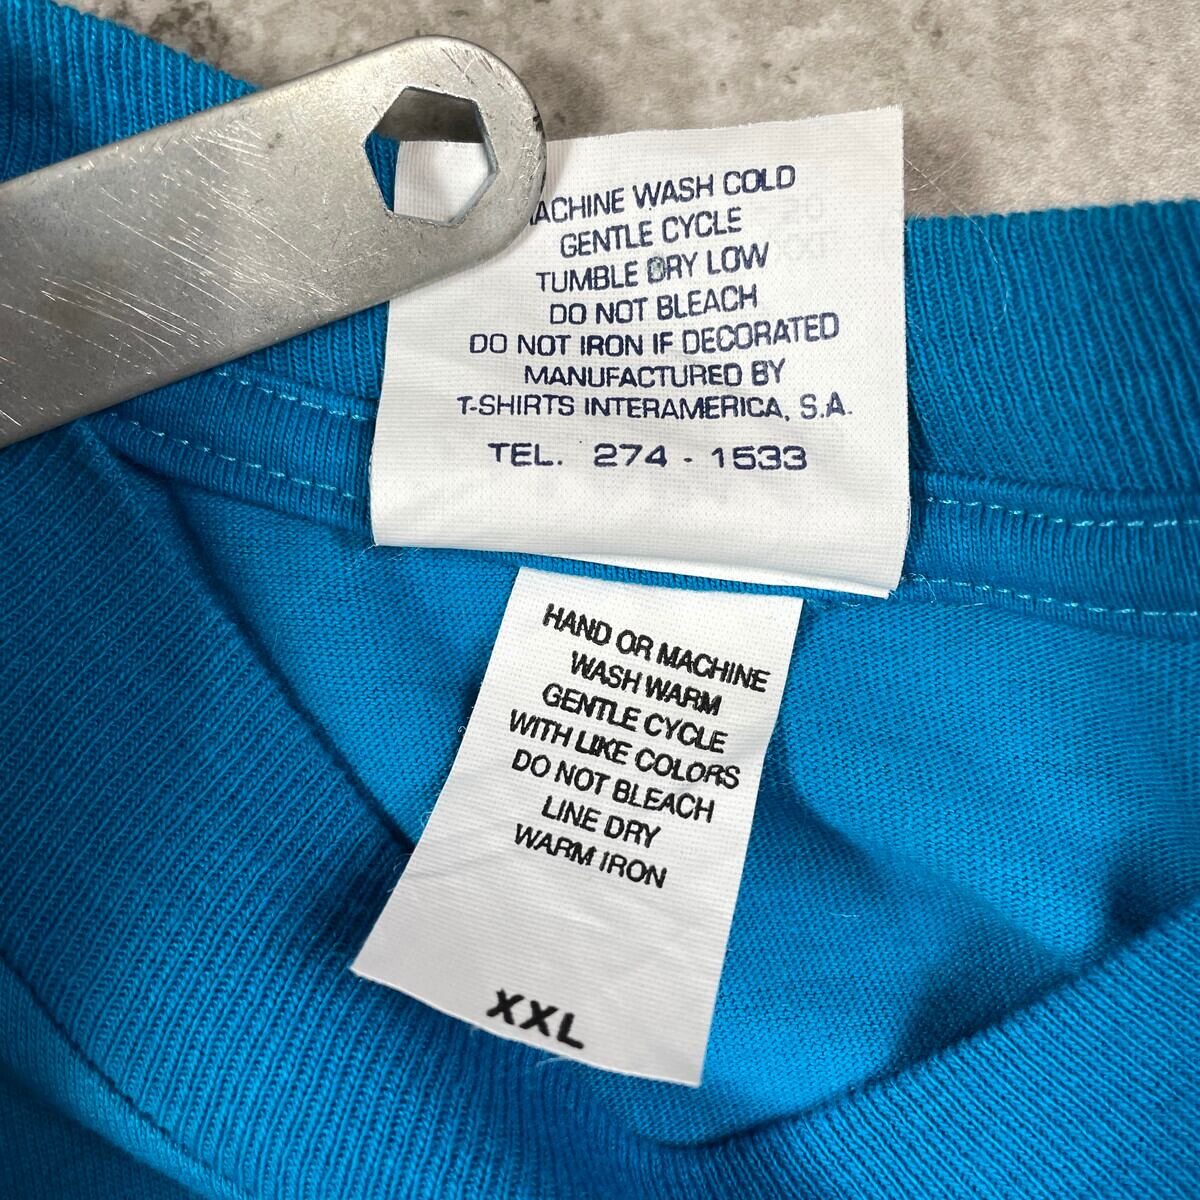 ACHINE WASH COLD
GENTLE CYCLE
TUMBLE DRY LOW
DO NOT BLEACH
DO NOT IRON IF DECORATED
MANUFACTURED BY
T-SHIRTS INTERAMERICA, S.A.
TEL. 274 - 1533
HAND OR MACHINE
WASH WARM
GENTLE CYCLE
WITH LIKE COLORS
DO NOT BLEACH
LINE DRY
WARM IRON
XXL